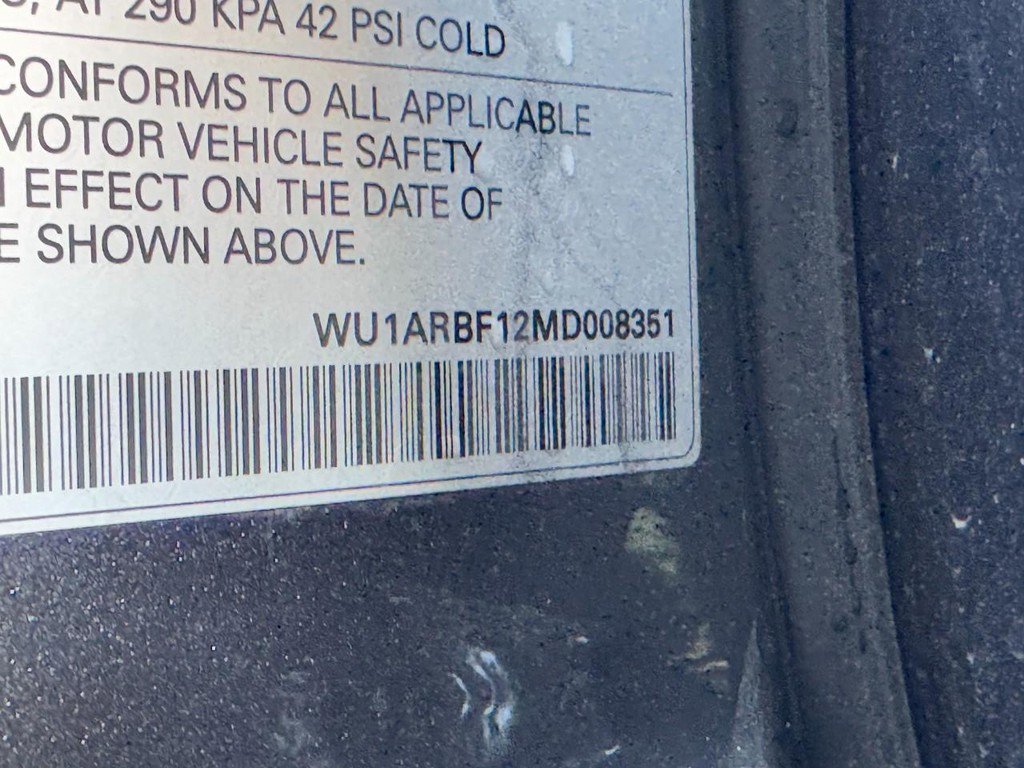 AT 290 KPA 42 PSI COLD
CONFORMS TO ALL APPLICABLE
MOTOR VEHICLE SAFETY
EFFECT ON THE DATE OF
E SHOWN ABOVE.
WU1ARBF12MD008351